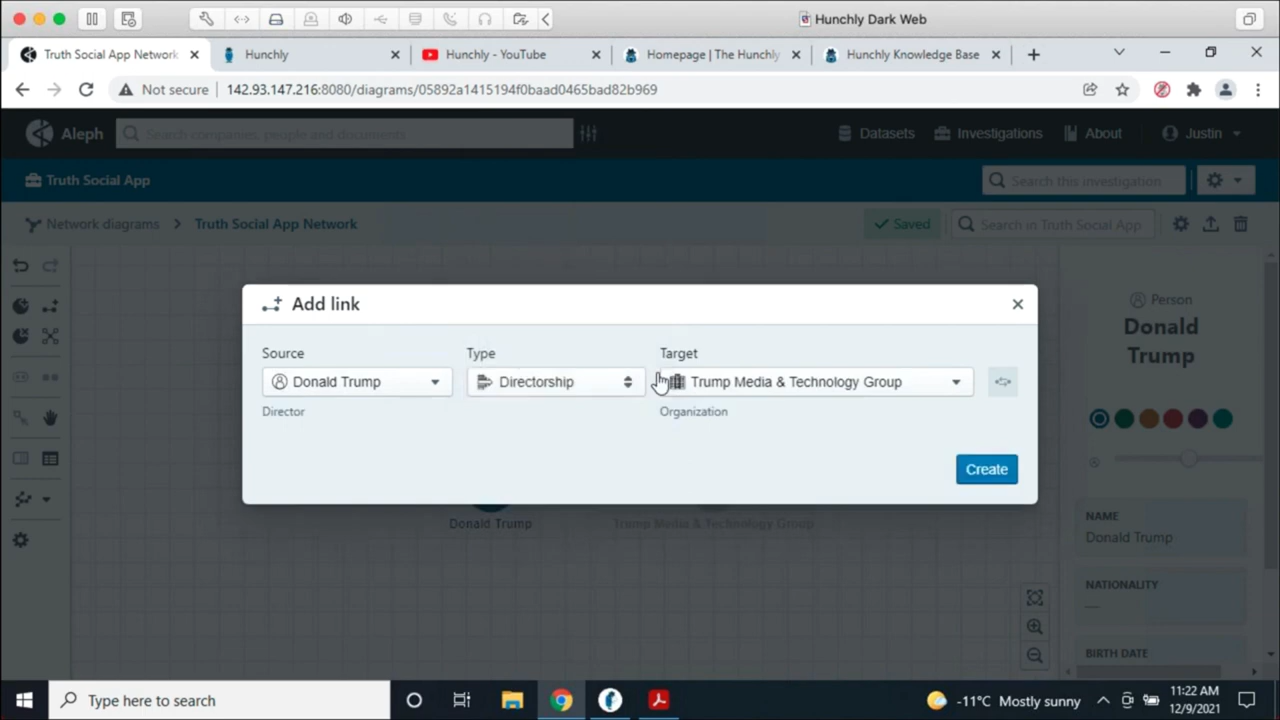 Hunchly Dark Web
Truth Social App Network
Hunchly
Hunchly - YouTube
Homepage | The Hunchly
Hunchly Knowledge Base
Not secure
142.93.147.216:8080/diagrams/05892a1415194f0baad0465bad82b969
Aleph
Search companies, people and documents
Datasets
Investigations
About
Justin
Truth Social App
Search this investigation
Network diagrams
Truth Social App Network
Saved
Search in Truth Social App
Add link
Source
Type
Target
Donald Trump
Directorship
Trump Media & Technology Group
Director
Organization
Create
Donald Trump
Trump Media & Technology Group
Person
Donald
Trump
NAME
Donald Trump
NATIONALITY
—
BIRTH DATE
Type here to search
-11°C Mostly sunny
11:22 AM
12/9/2021